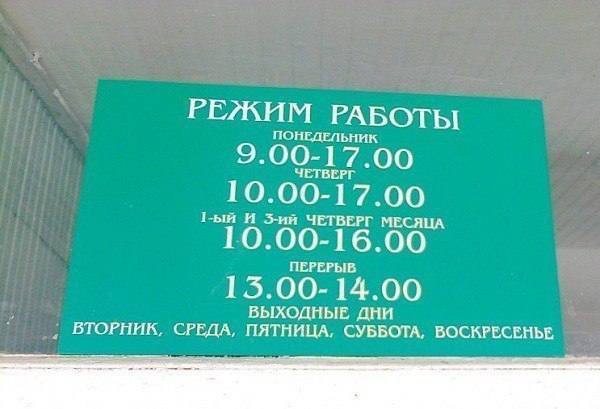 РЕЖИМ РАБОТЫ
ПОНЕДЕЛЬНИК
9.00-17.00
ЧЕТВЕРГ
10.00-17.00
1-ЫЙ И 3-ИЙ ЧЕТВЕРГ МЕСЯЦА
10.00-16.00
ПЕРЕРЫВ
13.00-14.00
ВЫХОДНЫЕ ДНИ
ВТОРНИК, СРЕДА, ПЯТНИЦА, СУББОТА, ВОСКРЕСЕНЬЕ